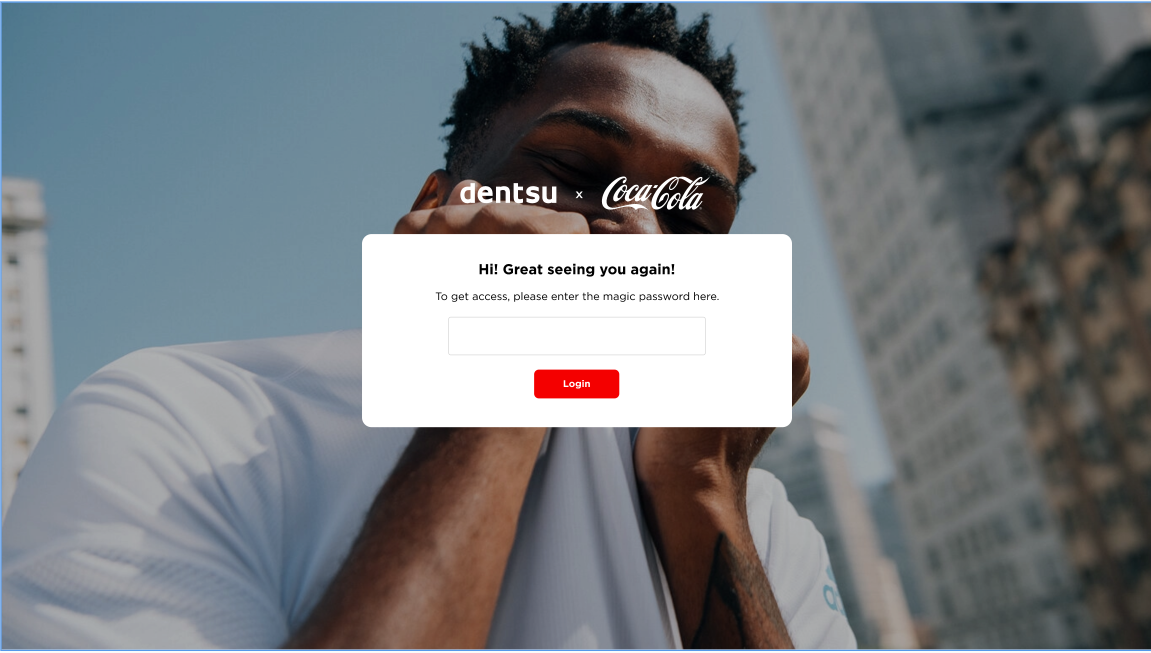 dentsu x Coca-Cola
Hi! Great seeing you again!
To get access, please enter the magic password here.
Login